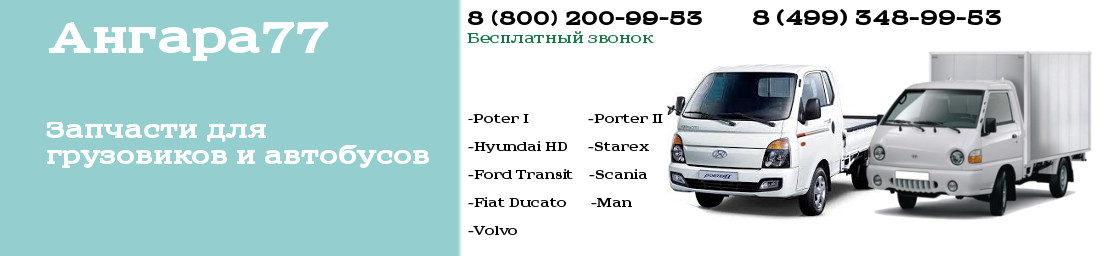 Ангара77
Запчасти для
грузовиков и автобусов
8 (800) 200-99-53
8 (499) 348-99-53
Бесплатный звонок
-Poter I
-Porter II
-Hyundai HD
-Starex
-Ford Transit
-Scania
-Fiat Ducato
-Man
-Volvo